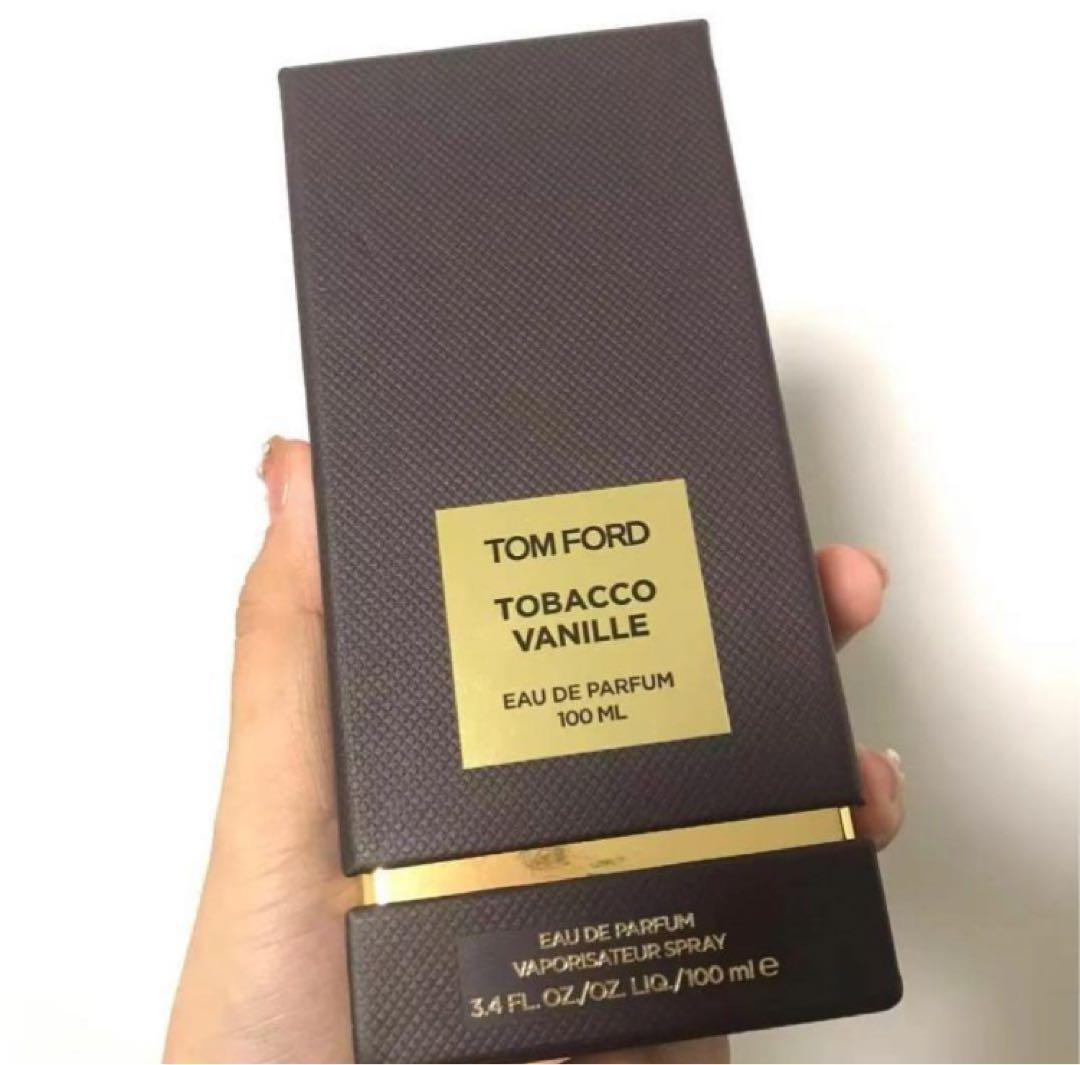 TOM FORD
TOBACCO
VANILLE
EAU DE PARFUM
100 ML
EAU DE PARFUM
VAPORISATEUR SPRAY
3.4 FL. OZ./OZ. LIQ./100 ml e